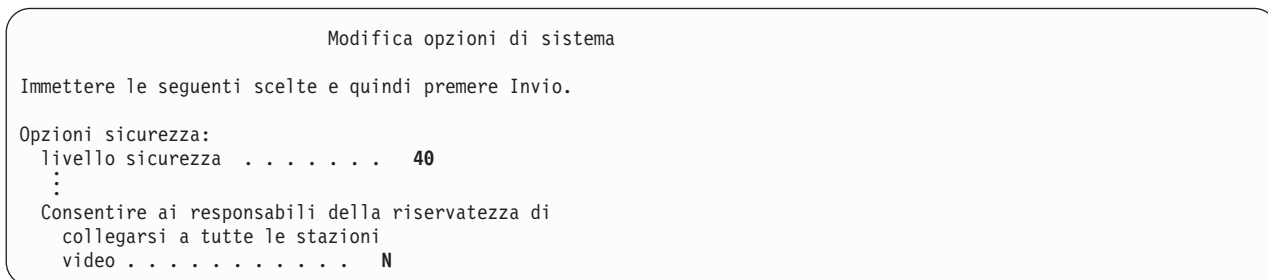 Modifica opzioni di sistema
Immettere le seguenti scelte e quindi premere Invio.
Opzioni sicurezza:
livello sicurezza . . . . . . . 40
⋮
Consentire ai responsabili della riservatezza di
collegarsi a tutte le stazioni
video . . . . . . . . . . . N